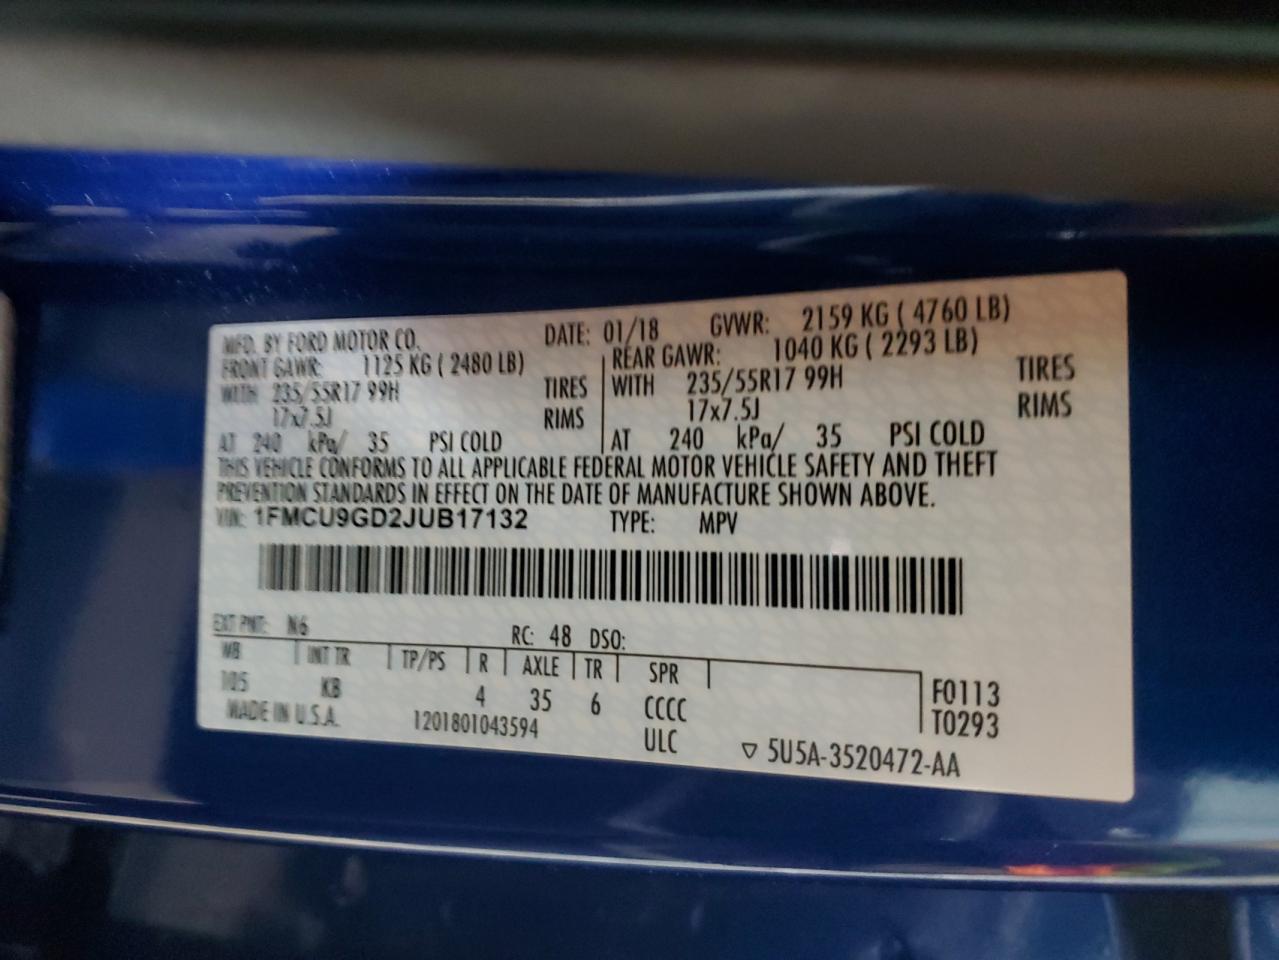 MFD. BY FORD MOTOR CO. DATE: 01/18 GVWR: 2159 KG ( 4760 LB)
FRONT GAWR: 1125 KG ( 2480 LB) REAR GAWR: 1040 KG ( 2293 LB)
WITH 235/55R17 99H TIRES WITH 235/55R17 99H TIRES
17x7.5J RIMS 17x7.5J RIMS
AT 240 kPa/ 35 PSI COLD AT 240 kPa/ 35 PSI COLD
THIS VEHICLE CONFORMS TO ALL APPLICABLE FEDERAL MOTOR VEHICLE SAFETY AND THEFT
PREVENTION STANDARDS IN EFFECT ON THE DATE OF MANUFACTURE SHOWN ABOVE.
VIN: 1FMCU9GD2JUB17132 TYPE: MPV
EXT PNT: N6 RC: 48 DSO:
WB INT TR TP/PS R AXLE TR SPR
105 KB 4 35 6 CCCC F0113
MADE IN U.S.A. 1201801043594 ULC T0293
▽ 5U5A-3520472-AA